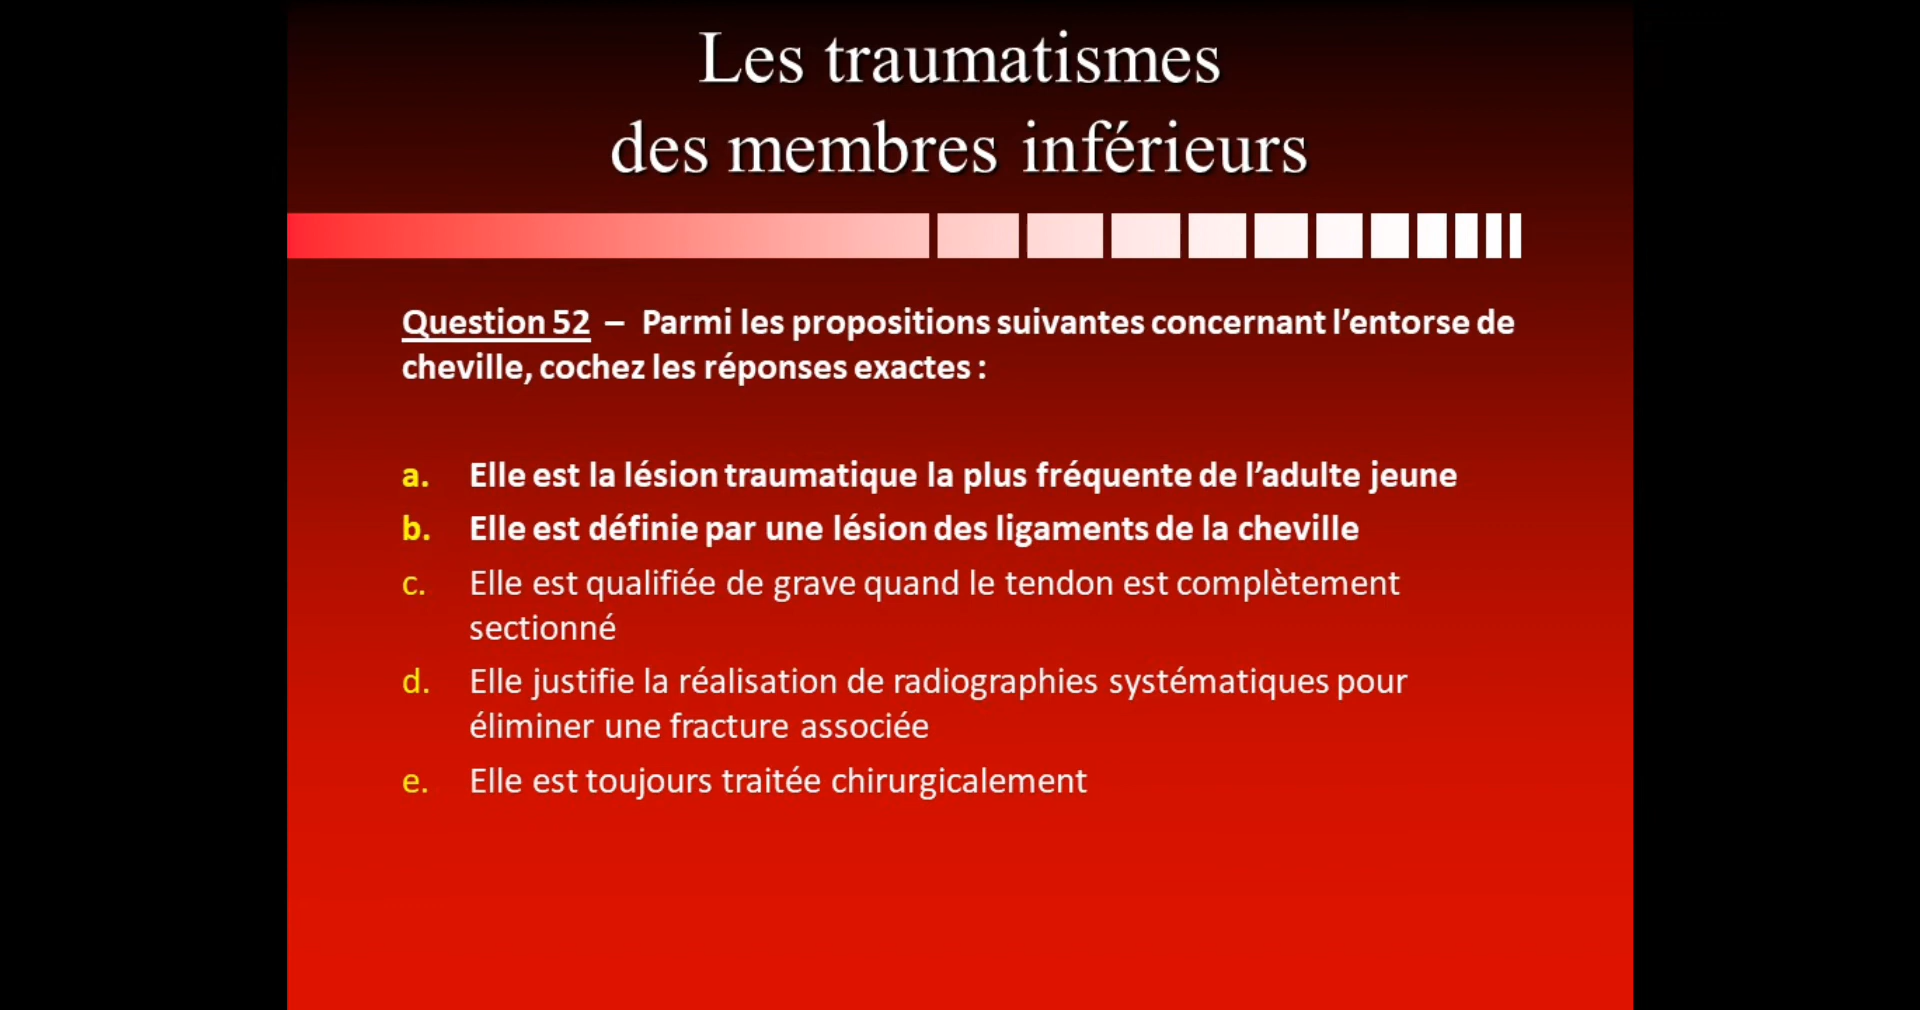 Les traumatismes
des membres inférieurs
Question 52 – Parmi les propositions suivantes concernant l’entorse de
cheville, cochez les réponses exactes :
a. Elle est la lésion traumatique la plus fréquente de l’adulte jeune
b. Elle est définie par une lésion des ligaments de la cheville
c. Elle est qualifiée de grave quand le tendon est complètement
sectionné
d. Elle justifie la réalisation de radiographies systématiques pour
éliminer une fracture associée
e. Elle est toujours traitée chirurgicalement